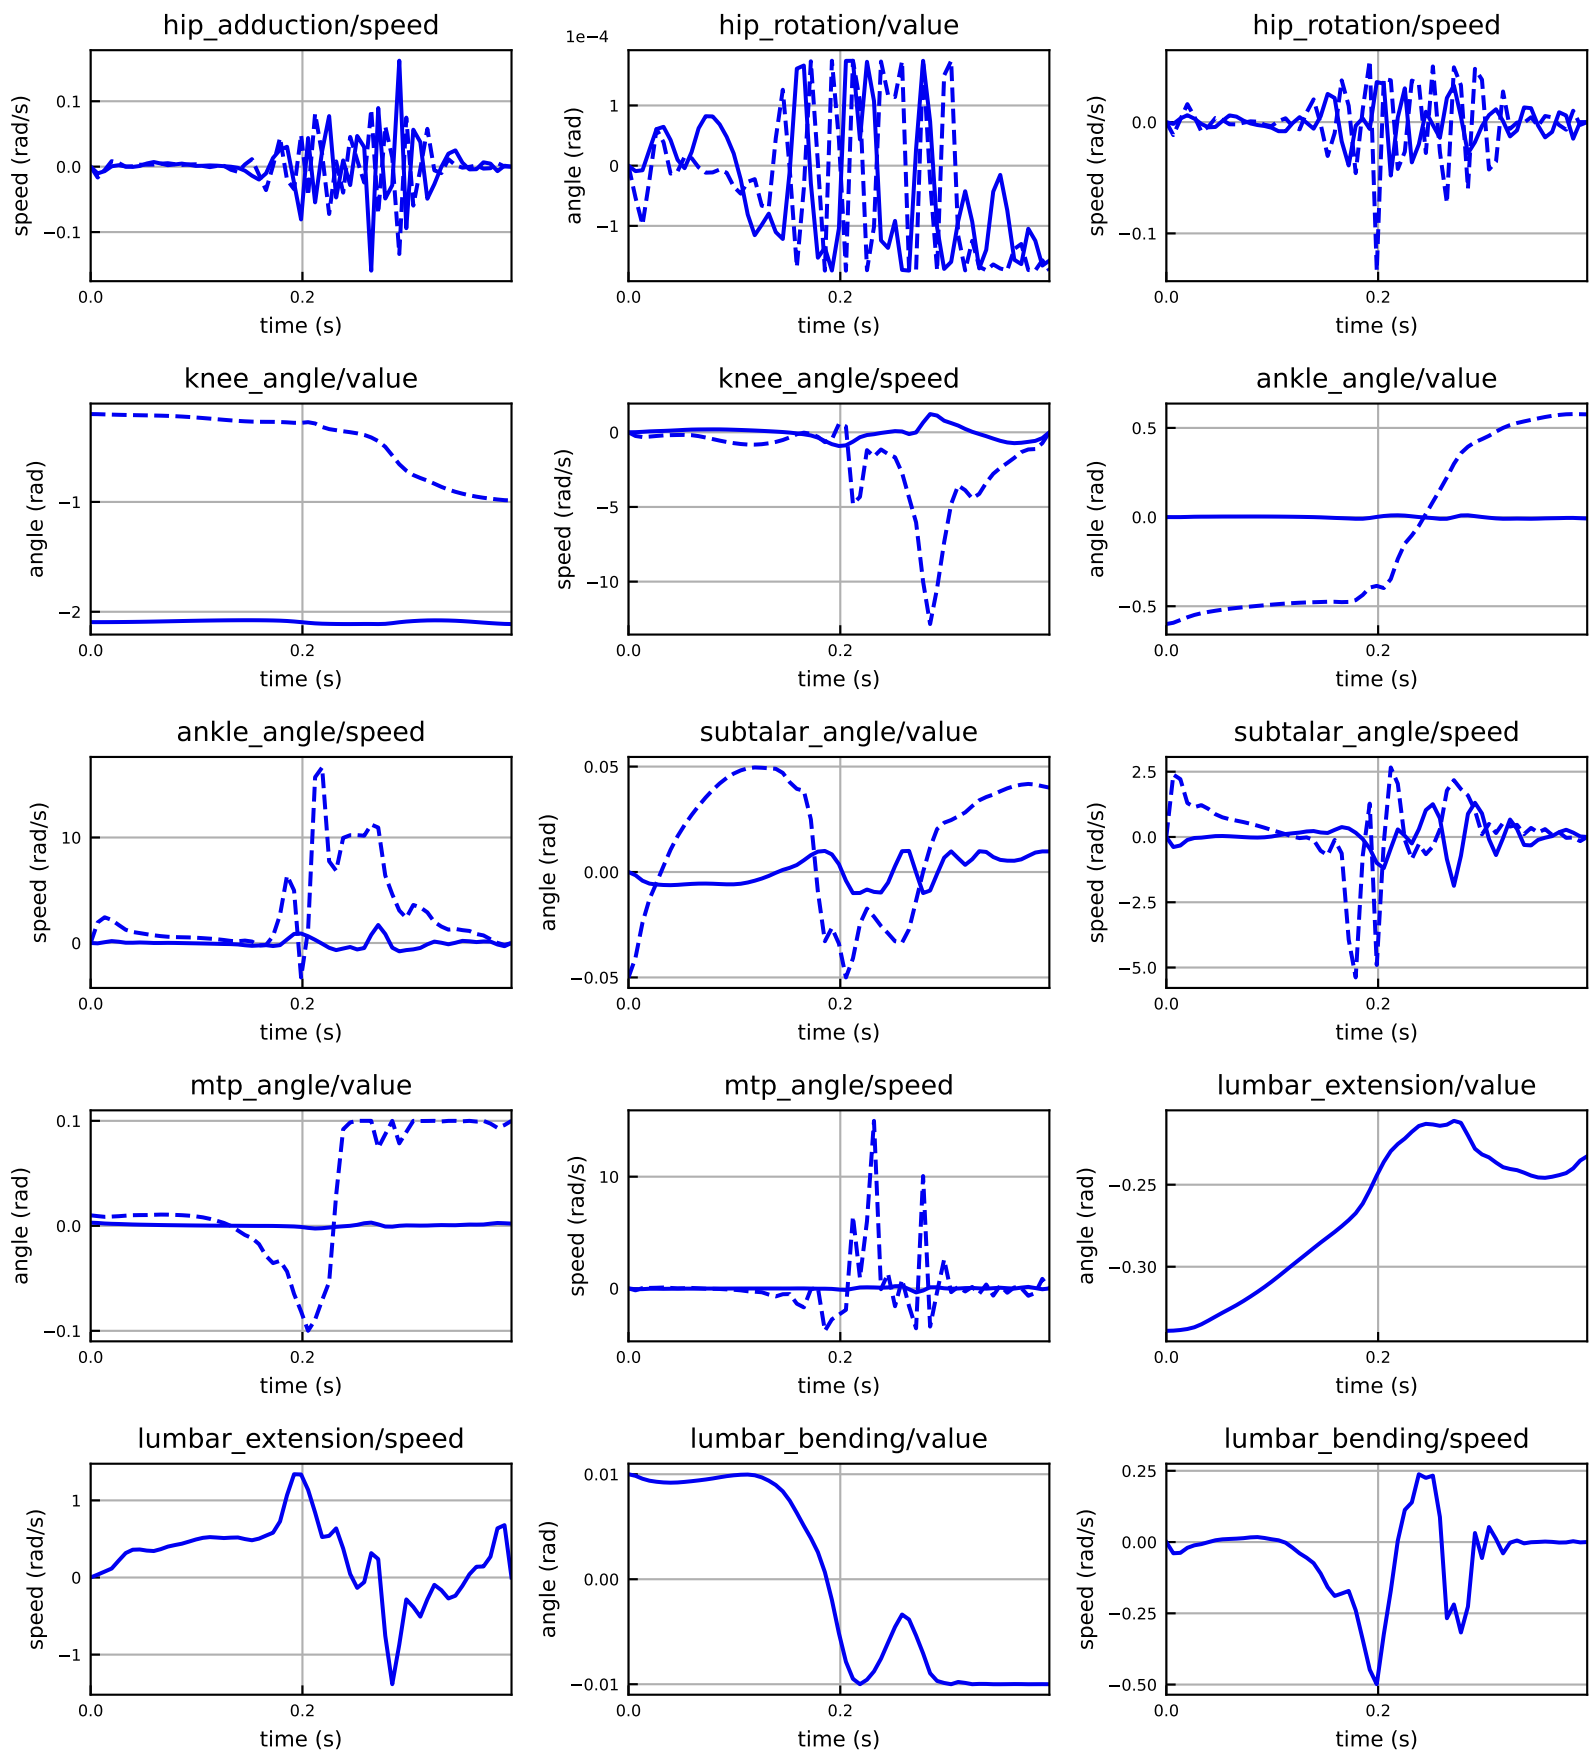 hip_adduction/speed
speed (rad/s)
0.1
0.0
−0.1
0.0
0.2
time (s)
hip_rotation/value
1e−4
angle (rad)
1
0
−1
0.0
0.2
time (s)
hip_rotation/speed
speed (rad/s)
0.0
−0.1
0.0
0.2
time (s)
knee_angle/value
angle (rad)
−1
−2
0.0
0.2
time (s)
knee_angle/speed
speed (rad/s)
0
−5
−10
0.0
0.2
time (s)
ankle_angle/value
angle (rad)
0.5
0.0
−0.5
0.0
0.2
time (s)
ankle_angle/speed
speed (rad/s)
10
0
0.0
0.2
time (s)
subtalar_angle/value
angle (rad)
0.05
0.00
−0.05
0.0
0.2
time (s)
subtalar_angle/speed
speed (rad/s)
2.5
0.0
−2.5
−5.0
0.0
0.2
time (s)
mtp_angle/value
angle (rad)
0.1
0.0
−0.1
0.0
0.2
time (s)
mtp_angle/speed
speed (rad/s)
10
0
0.0
0.2
time (s)
lumbar_extension/value
angle (rad)
−0.25
−0.30
0.0
0.2
time (s)
lumbar_extension/speed
speed (rad/s)
1
0
−1
0.0
0.2
time (s)
lumbar_bending/value
angle (rad)
0.01
0.00
−0.01
0.0
0.2
time (s)
lumbar_bending/speed
speed (rad/s)
0.25
0.00
−0.25
−0.50
0.0
0.2
time (s)